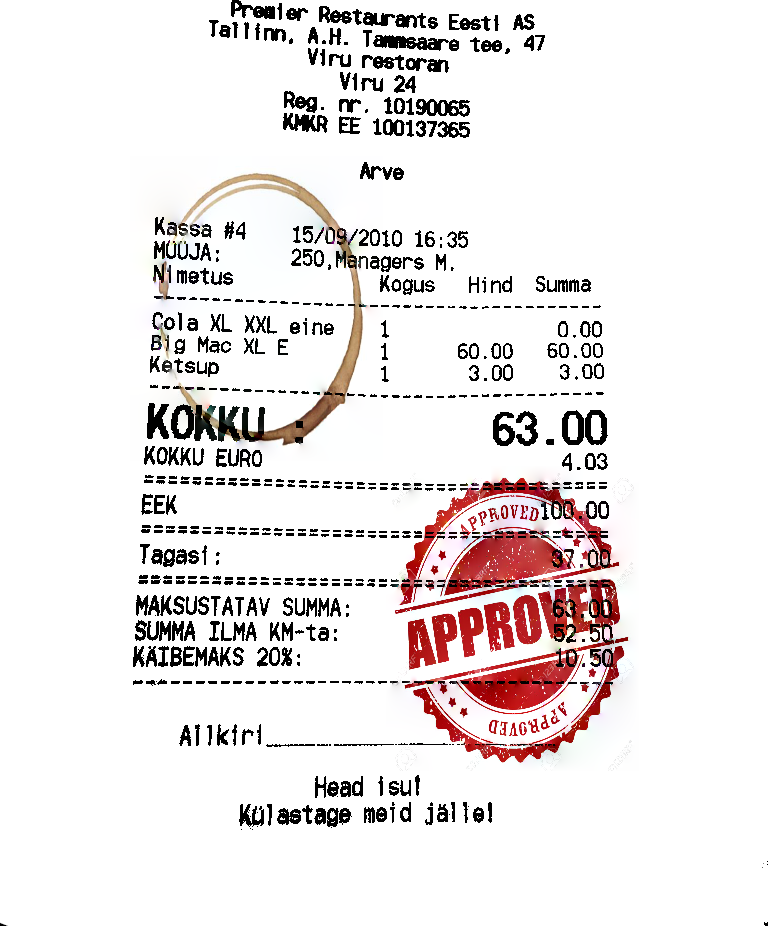 Premier Restaurants Eesti AS
Tallinn, A.H. Tammsaare tee, 47
Viru restoran
Viru 24
Reg. nr. 10190065
KMKR EE 100137365
Arve
Kassa #4 15/09/2010 16:35
MÜÜJA: 250,Managers M.
Nimetus Kogus Hind Summa
Cola XL XXL eine 1 0.00
Big Mac XL E 1 60.00 60.00
Ketsup 1 3.00 3.00
KOKKU : 63.00
KOKKU EURO 4.03
EEK 100.00
Tagasi: 37.00
MAKSUSTATAV SUMMA: 63.00
SUMMA ILMA KM-ta: 52.50
KÄIBEMAKS 20%: 10.50
APPROVED
APPROVED
APPROVED
Allkiri
Head isu!
Külastage meid jälle!